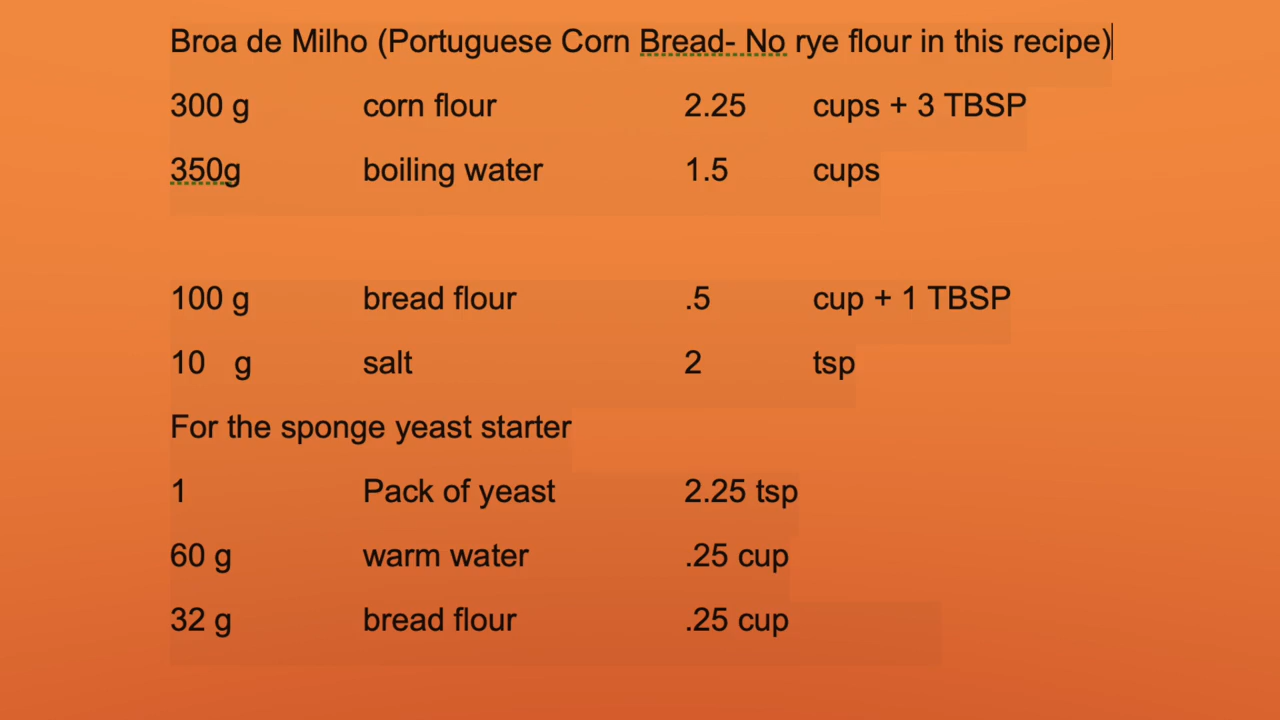 Broa de Milho (Portuguese Corn Bread- No rye flour in this recipe)
300 g corn flour 2.25 cups + 3 TBSP
350g boiling water 1.5 cups
100 g bread flour .5 cup + 1 TBSP
10 g salt 2 tsp
For the sponge yeast starter
1 Pack of yeast 2.25 tsp
60 g warm water .25 cup
32 g bread flour .25 cup